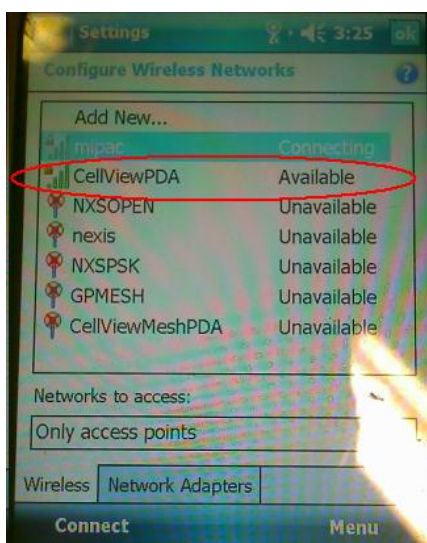 Settings 3:25 ok
Configure Wireless Networks ?
Add New...
mipac Connecting
CellViewPDA Available
NXSOPEN Unavailable
nexis Unavailable
NXSPSK Unavailable
GPMESH Unavailable
CellViewMeshPDA Unavailable
Networks to access:
Only access points
Wireless Network Adapters
Connect Menu